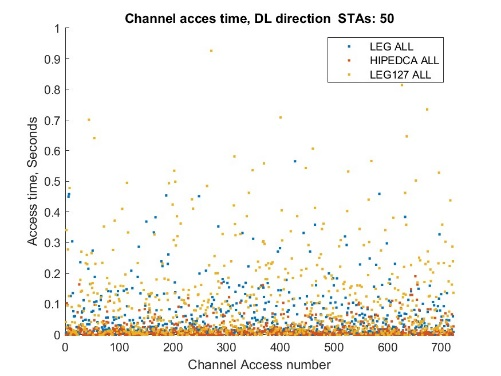 Channel acces time, DL direction  STAs: 50
LEG ALL
HIPEDCA ALL
LEG127 ALL
1
0.9
0.8
0.7
0.6
0.5
0.4
0.3
0.2
0.1
0
Access time, Seconds
0 100 200 300 400 500 600 700
Channel Access number